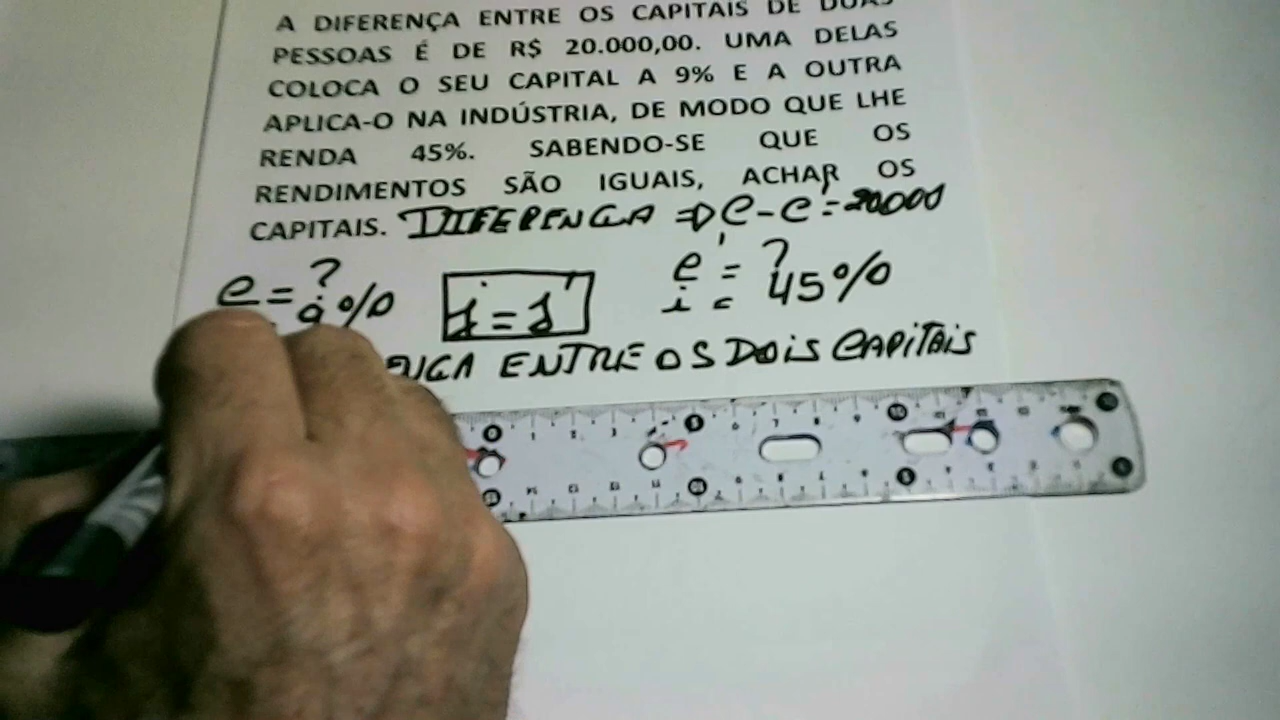 A DIFERENÇA ENTRE OS CAPITAIS DE DUAS
PESSOAS É DE R$ 20.000,00. UMA DELAS
COLOCA O SEU CAPITAL A 9% E A OUTRA
APLICA-O NA INDÚSTRIA, DE MODO QUE LHE
RENDA 45%. SABENDO-SE QUE OS
RENDIMENTOS SÃO IGUAIS, ACHAR OS
CAPITAIS. DIFERENÇA => C - C' = 20000
C = ? j = j' C' = ?
% i = 45%
ENTRE OS DOIS CAPITAIS